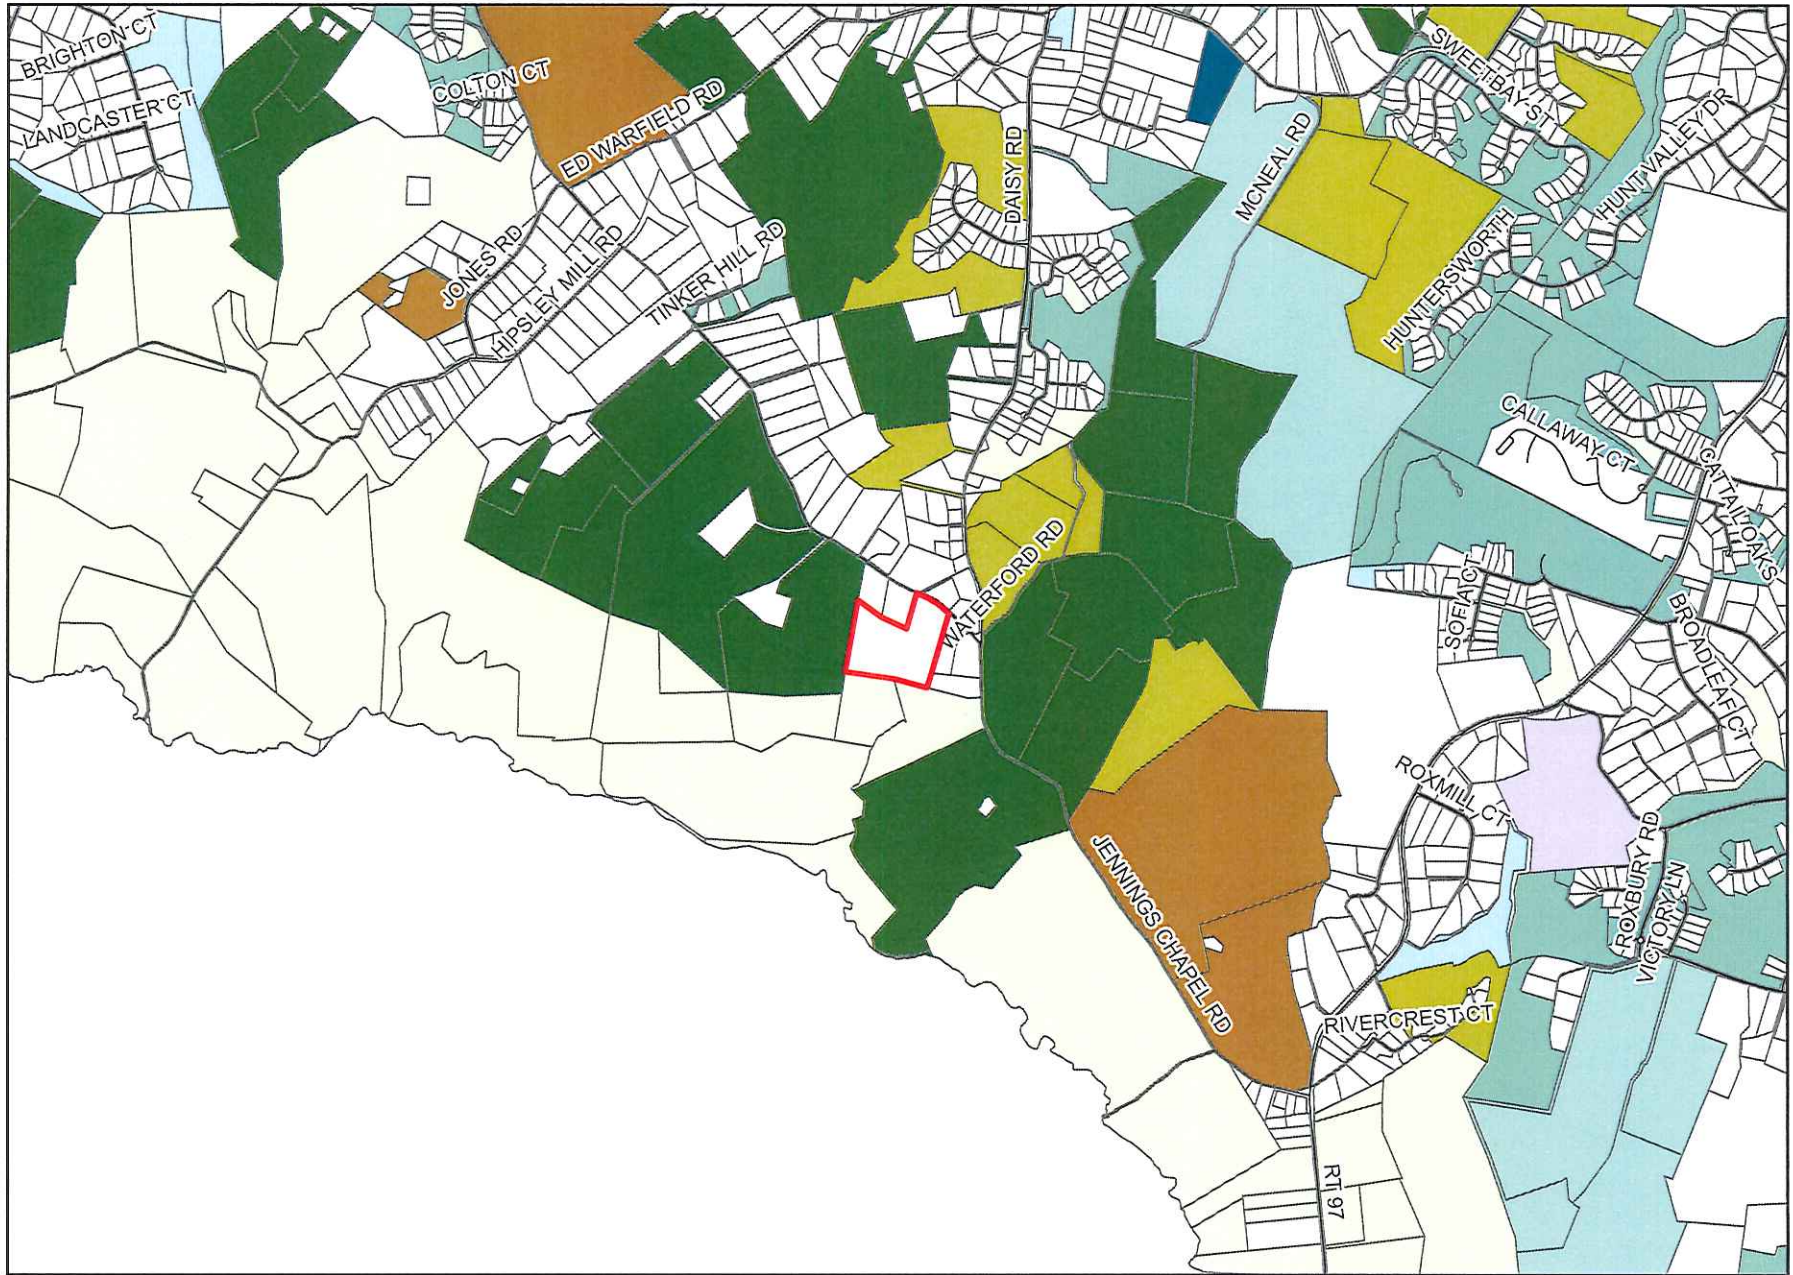 BRIGHTON CT
LANDCASTER CT
COLTON CT
ED WARFIELD RD
SWEETBAY ST
HUNT VALLEY DR
MCNEAL RD
DAISY RD
JONES RD
HIPSLEY MILL RD
TINKER HILL RD
HUNTERSWORTH
CALLAWAY CT
CATTAIL OAKS
WATERFORD RD
SOFIA CT
BROADLEAF CT
ROXMILL CT
JENNINGS CHAPEL RD
ROXBURY RD
VICTORY LN
RIVERCREST CT
RT 97